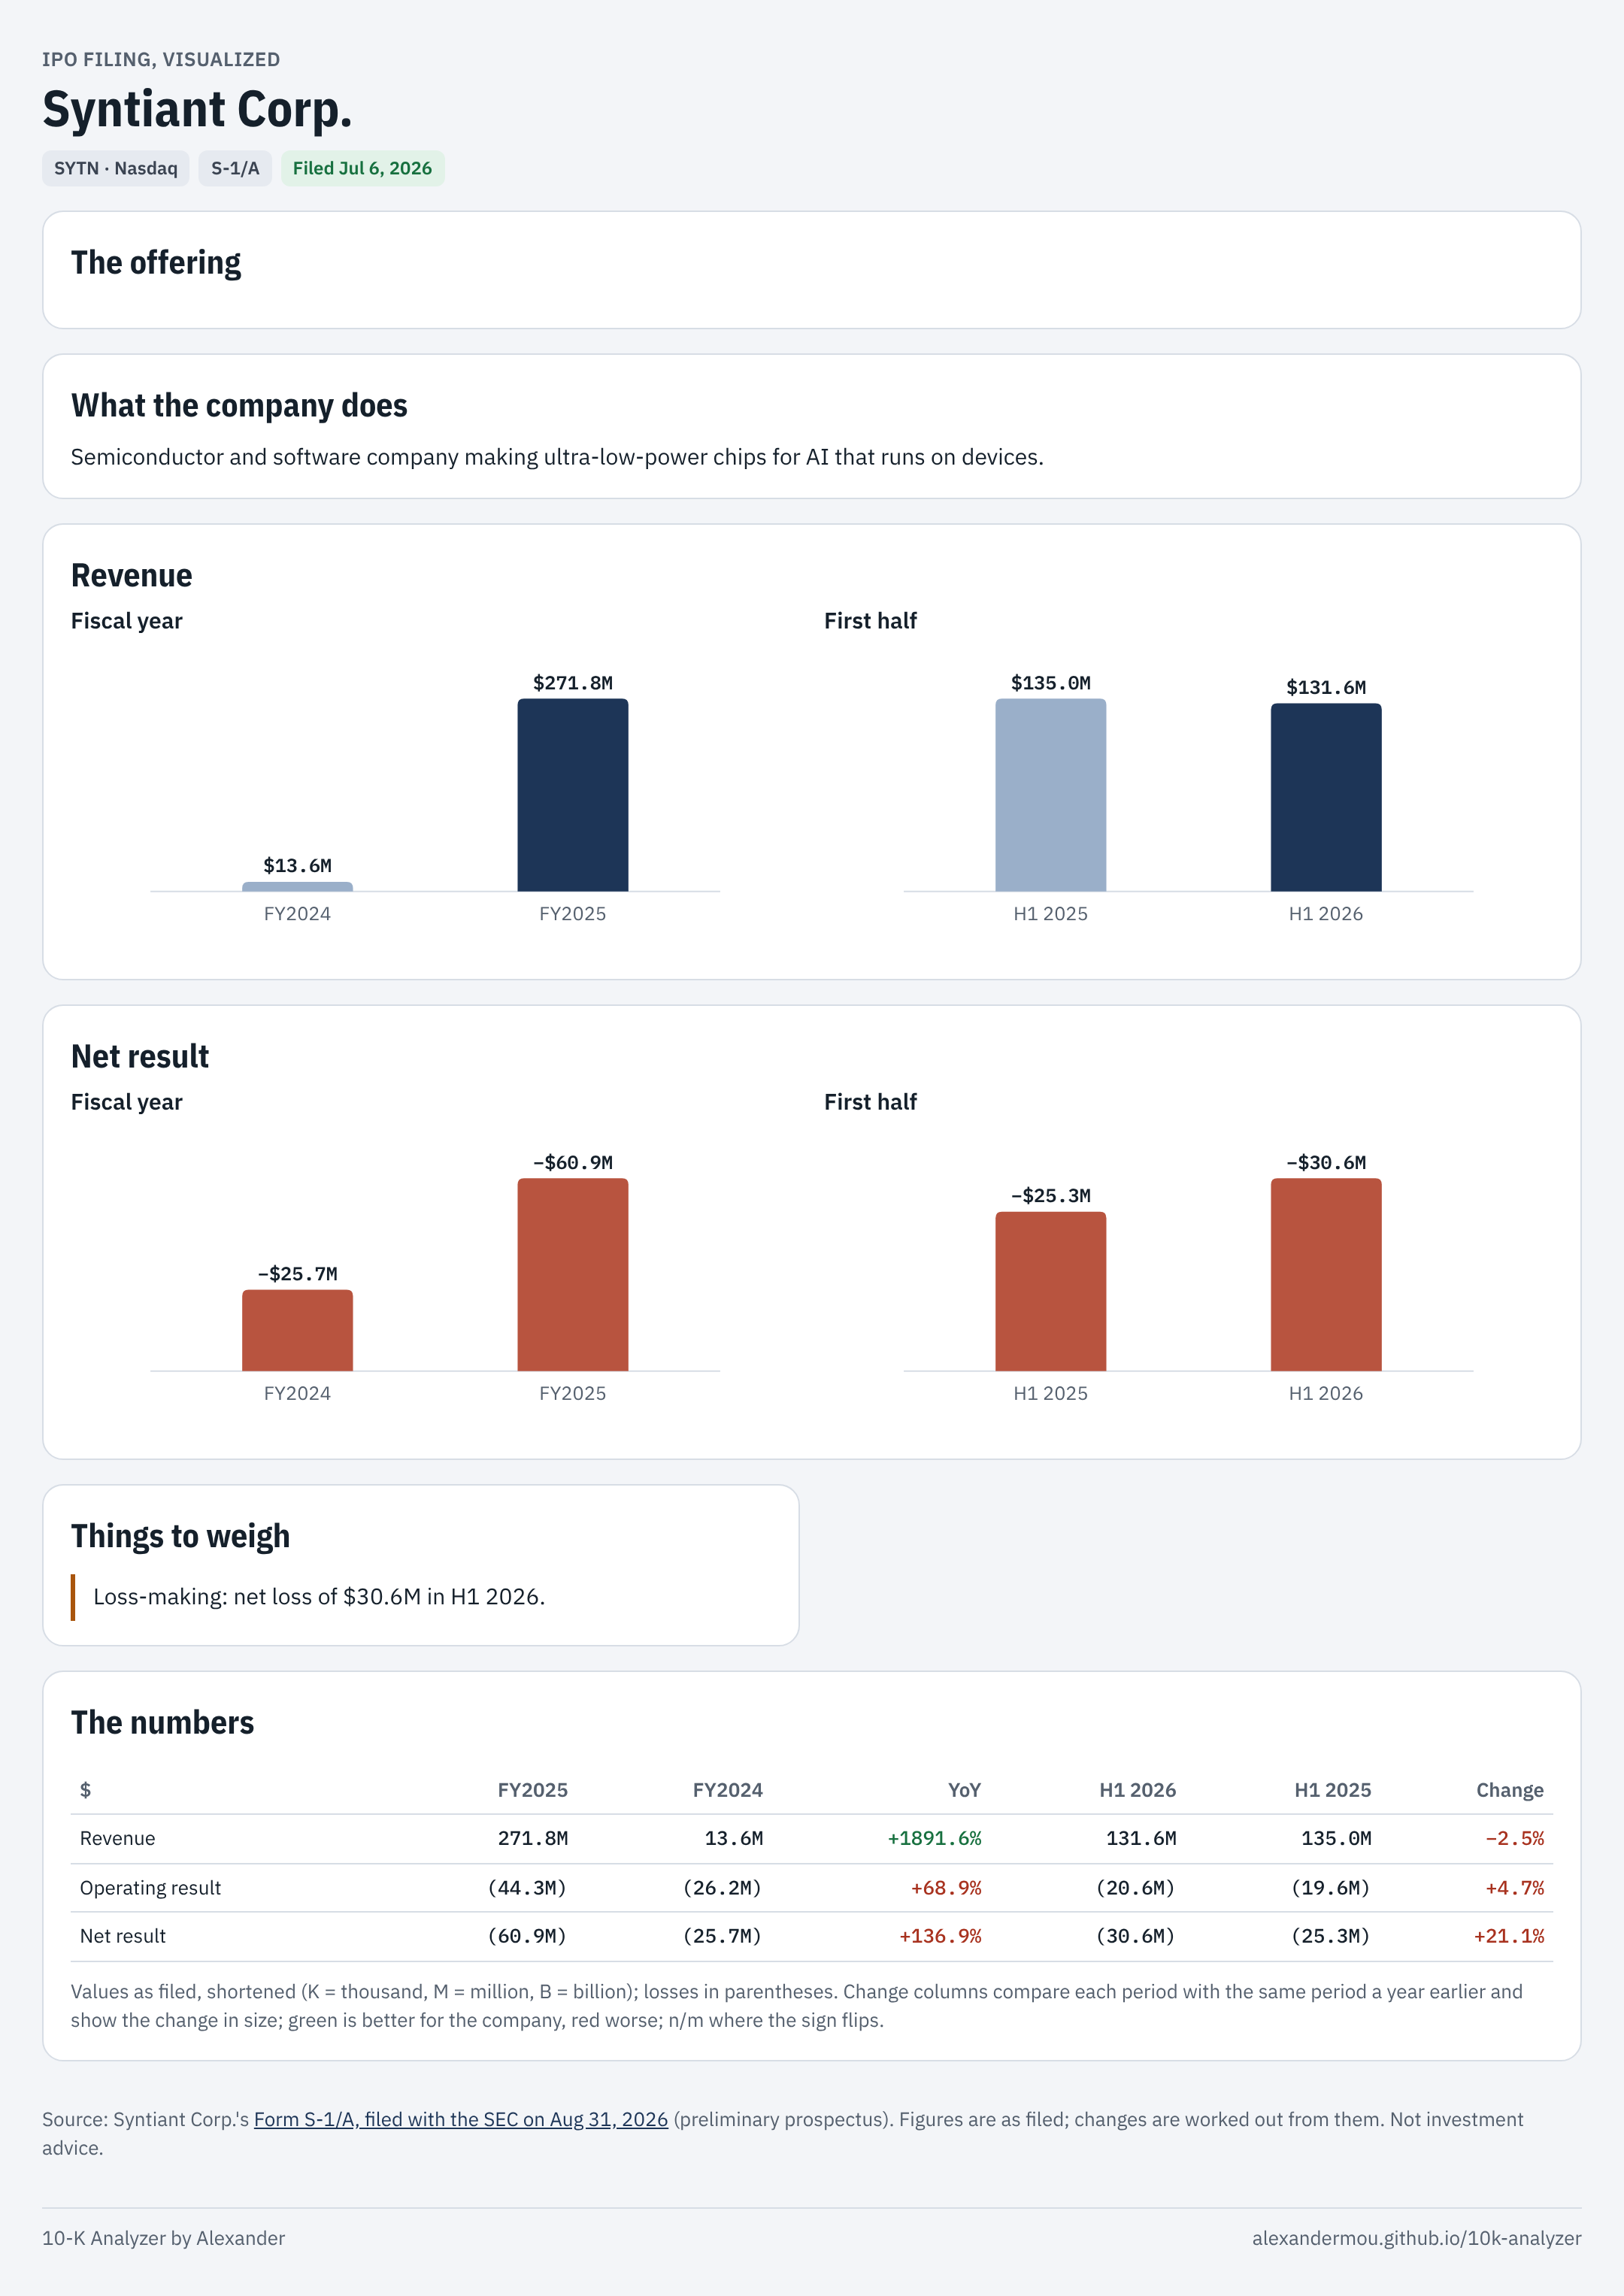 IPO FILING, VISUALIZED
Syntiant Corp.
SYTN · Nasdaq S-1/A Filed Jul 6, 2026
The offering
What the company does
Semiconductor and software company making ultra-low-power chips for AI that runs on devices.
Revenue
Fiscal year
$13.6M
$271.8M
FY2024 FY2025
First half
$135.0M
$131.6M
H1 2025 H1 2026
Net result
Fiscal year
−$25.7M
−$60.9M
FY2024 FY2025
First half
−$25.3M
−$30.6M
H1 2025 H1 2026
Things to weigh
Loss-making: net loss of $30.6M in H1 2026.
The numbers
$ FY2025 FY2024 YoY H1 2026 H1 2025 Change
Revenue 271.8M 13.6M +1891.6% 131.6M 135.0M −2.5%
Operating result (44.3M) (26.2M) +68.9% (20.6M) (19.6M) +4.7%
Net result (60.9M) (25.7M) +136.9% (30.6M) (25.3M) +21.1%
Values as filed, shortened (K = thousand, M = million, B = billion); losses in parentheses. Change columns compare each period with the same period a year earlier and
show the change in size; green is better for the company, red worse; n/m where the sign flips.
Source: Syntiant Corp.'s Form S-1/A, filed with the SEC on Aug 31, 2026 (preliminary prospectus). Figures are as filed; changes are worked out from them. Not investment
advice.
10-K Analyzer by Alexander
alexandermou.github.io/10k-analyzer